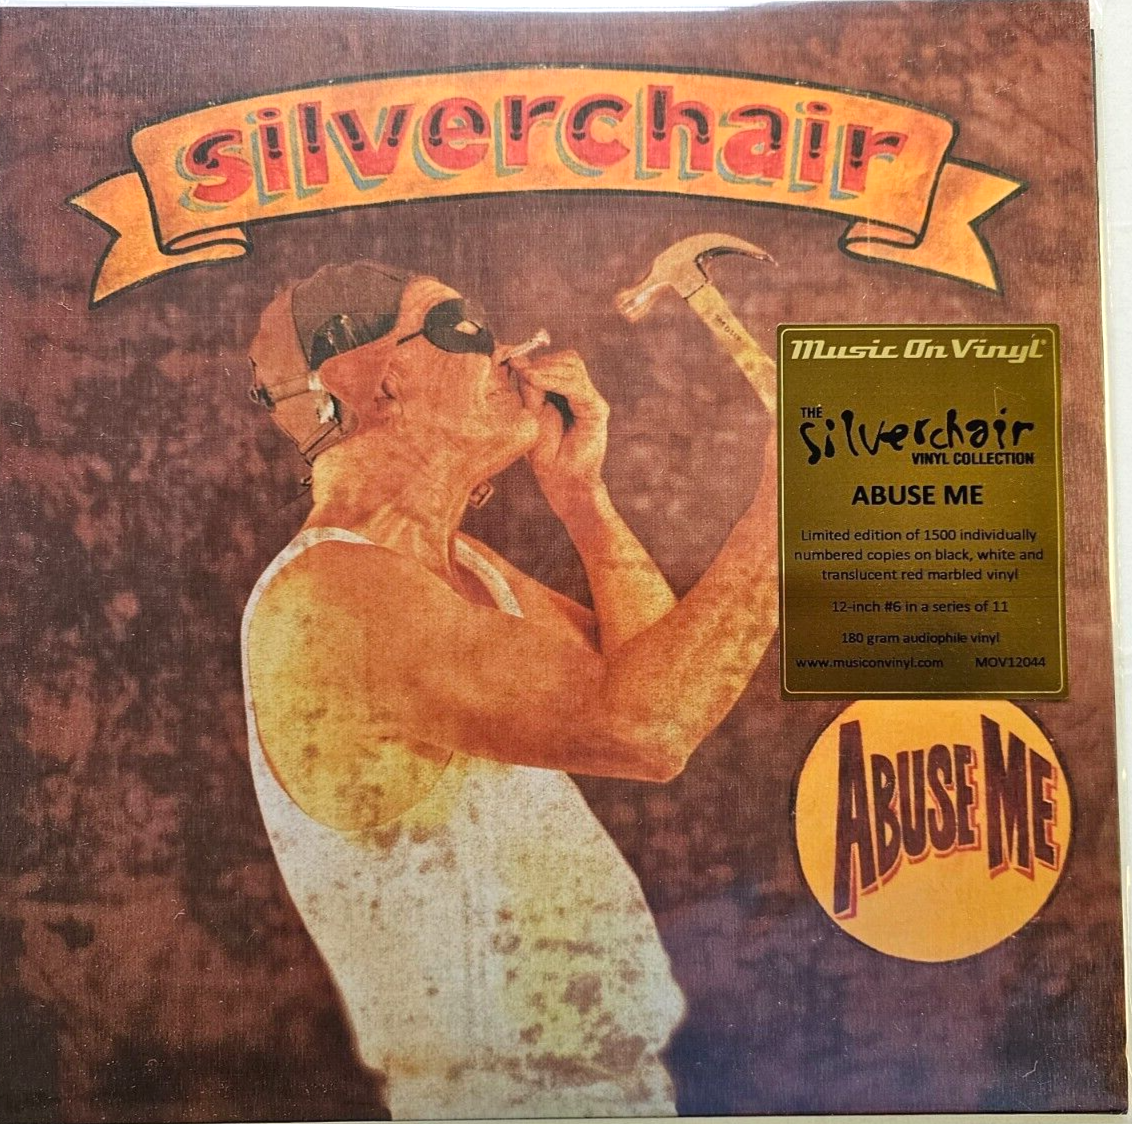 silverchair
Music On Vinyl®
THE
silverchair
VINYL COLLECTION
ABUSE ME
Limited edition of 1500 individually
numbered copies on black, white and
translucent red marbled vinyl
12-inch #6 in a series of 11
180 gram audiophile vinyl
www.musiconvinyl.com MOV12044
ABUSE ME